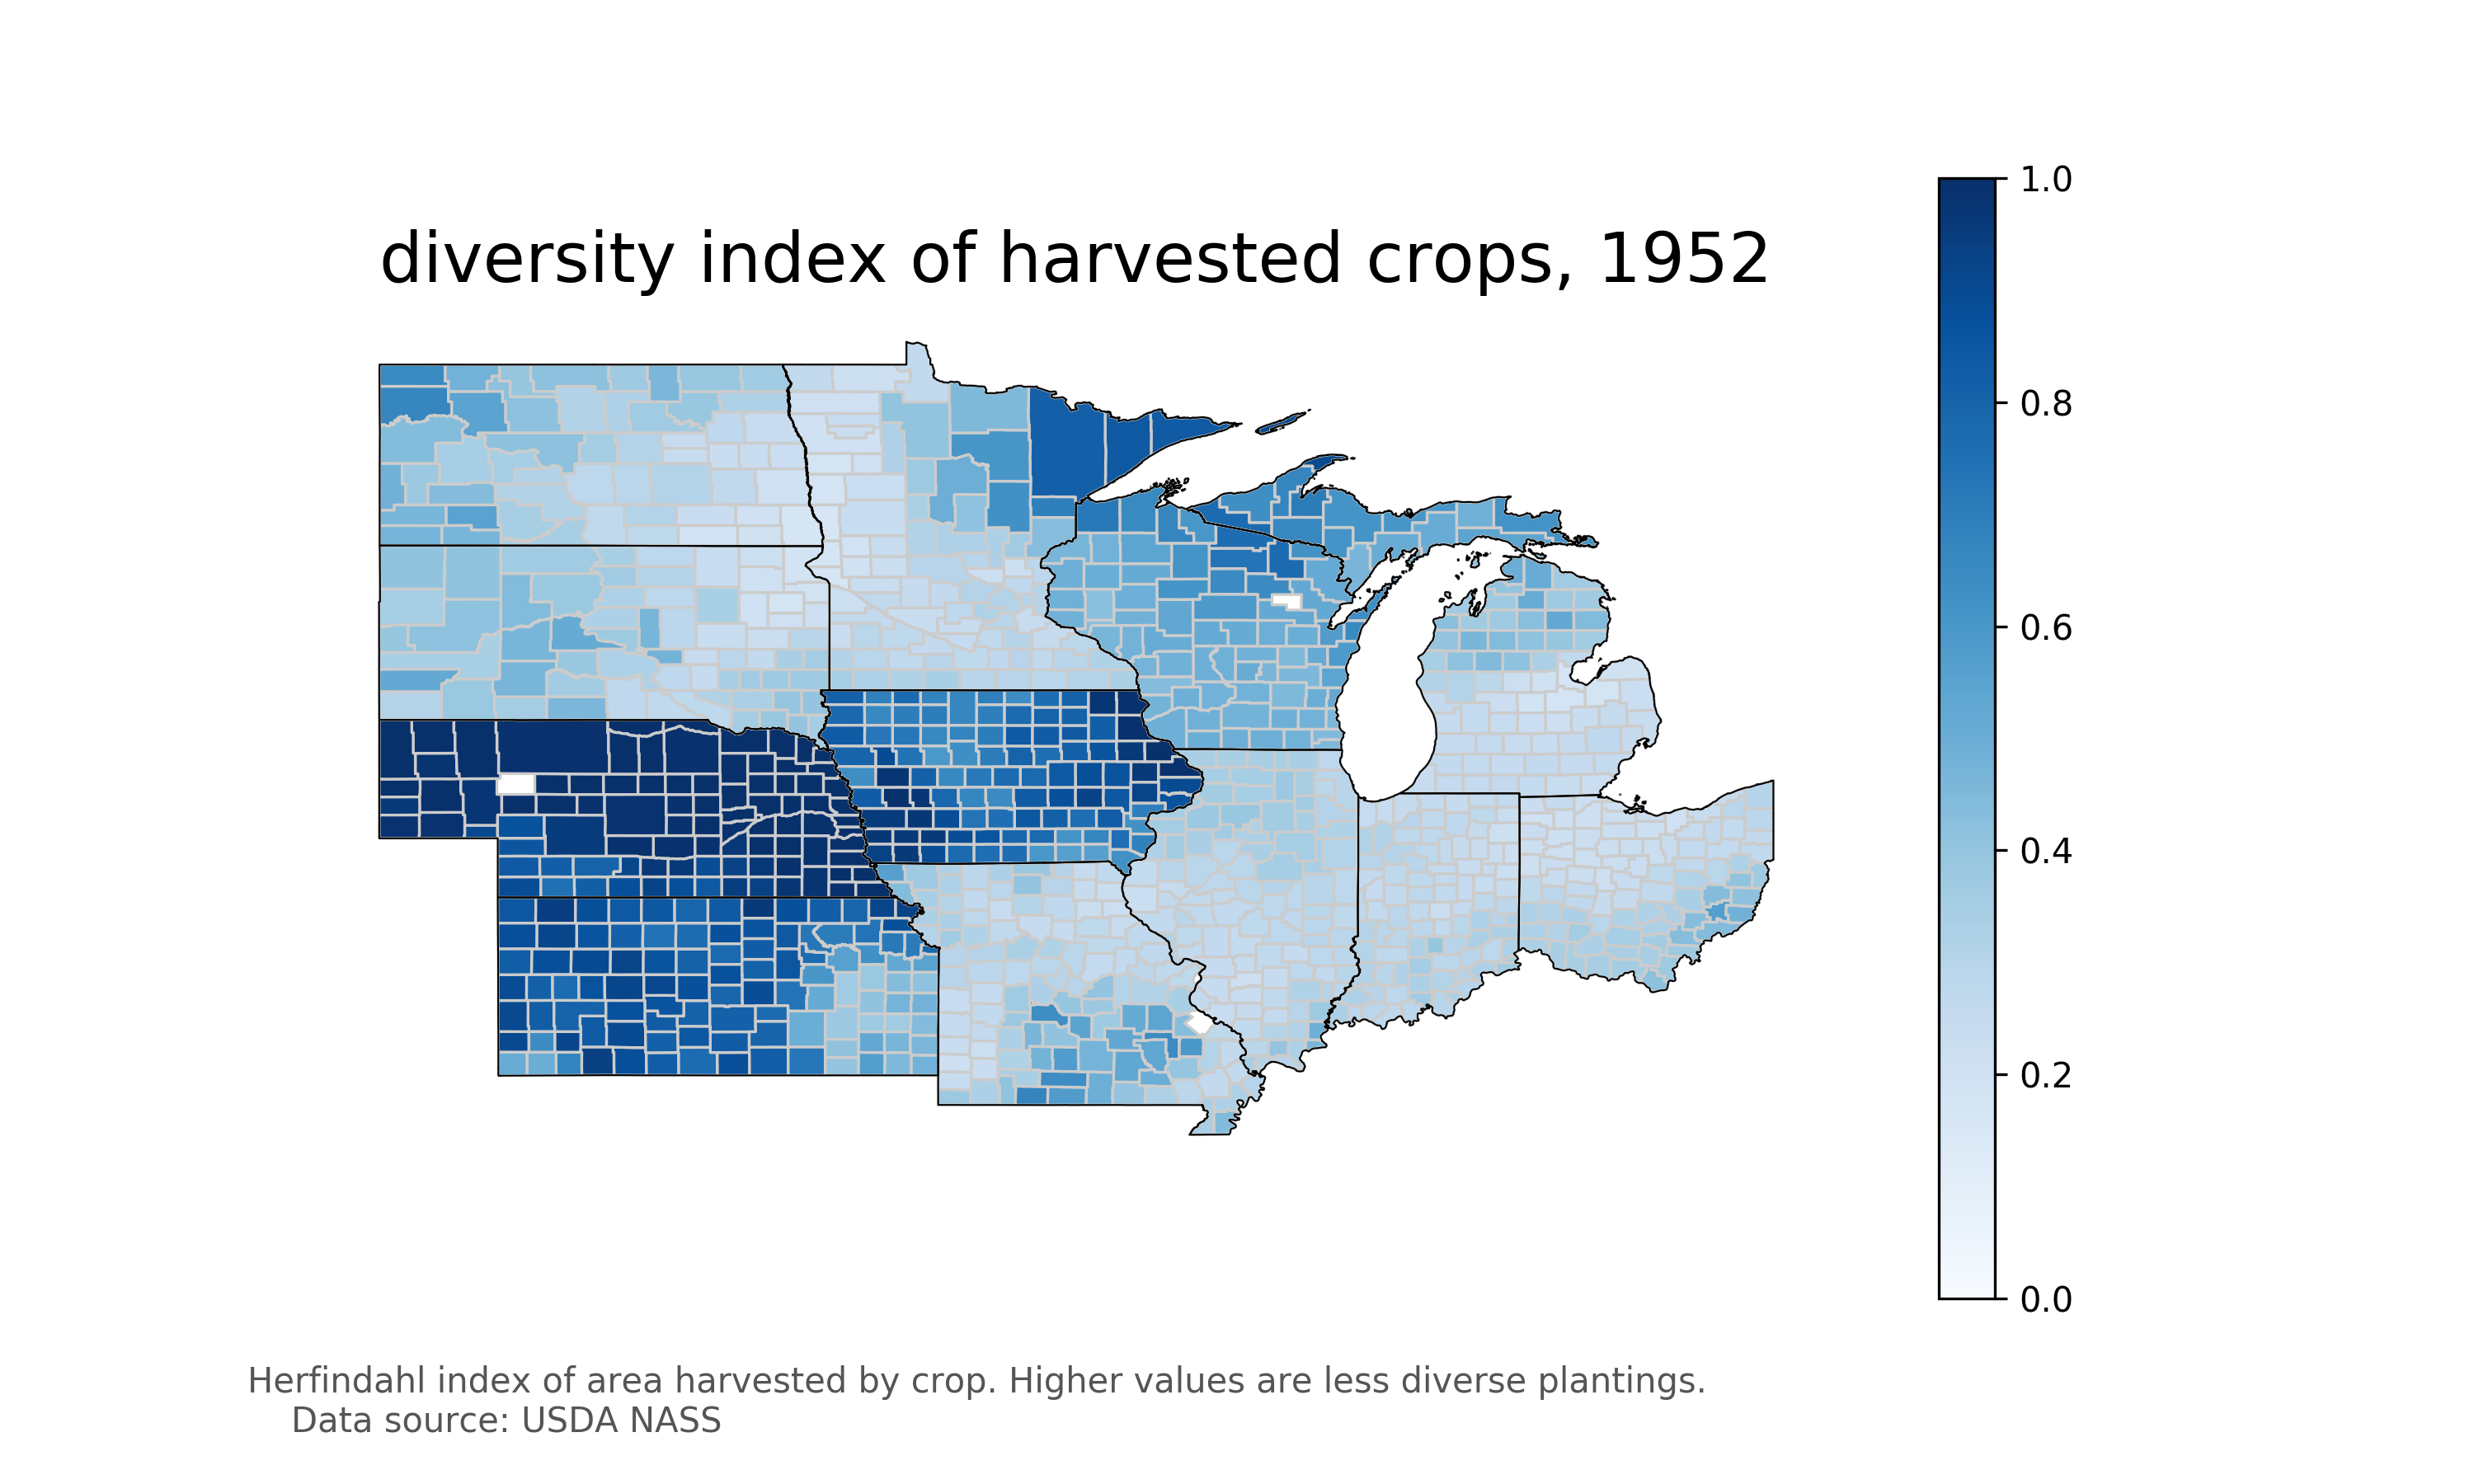 diversity index of harvested crops, 1952
1.0
0.8
0.6
0.4
0.2
0.0
Herfindahl index of area harvested by crop. Higher values are less diverse plantings.
Data source: USDA NASS